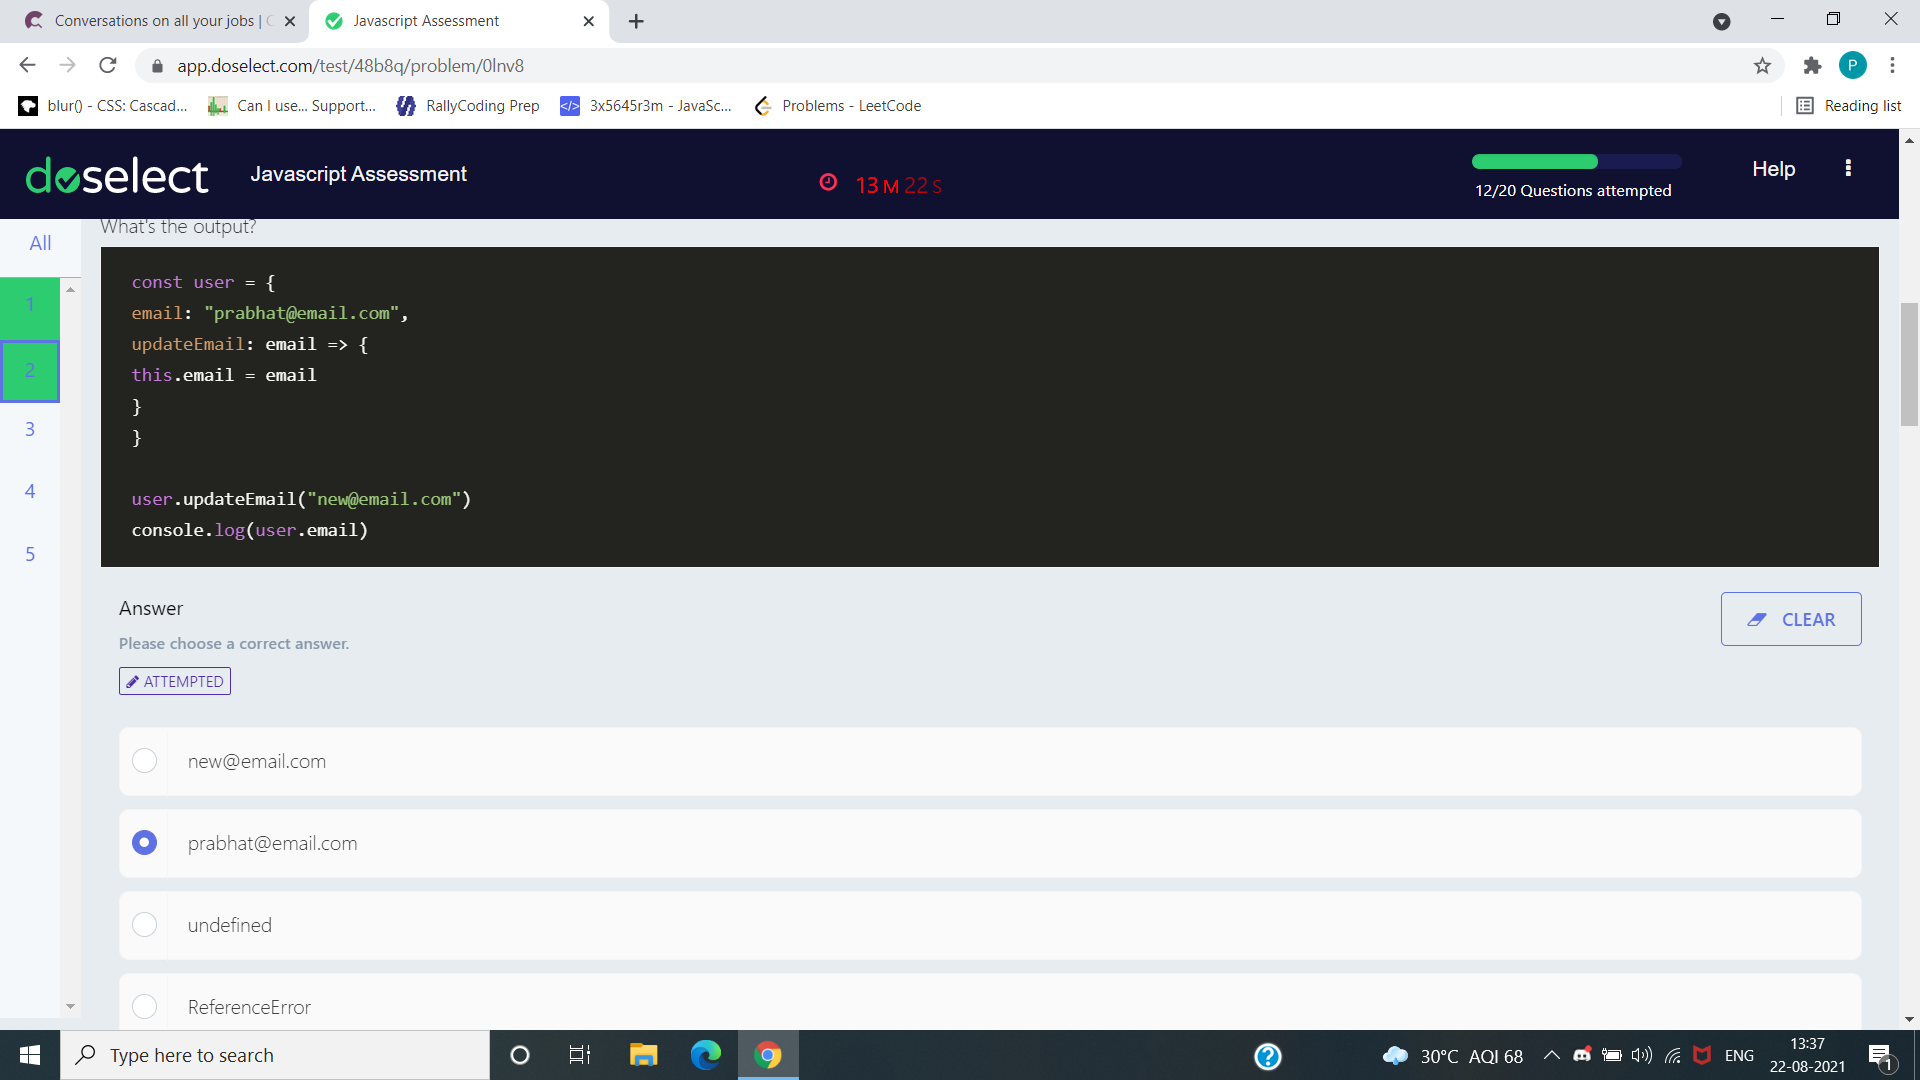 Conversations on all your jobs | C
Javascript Assessment
app.doselect.com/test/48b8q/problem/0lnv8
P
blur() - CSS: Cascad...
Can I use... Support...
RallyCoding Prep
3x5645r3m - JavaSc...
Problems - LeetCode
Reading list
doselect
Javascript Assessment
13 M 22 S
12/20 Questions attempted
Help
What's the output?
All
1
2
3
4
5
const user = {
email: "prabhat@email.com",
updateEmail: email => {
this.email = email
}
}
user.updateEmail("new@email.com")
console.log(user.email)
Answer
CLEAR
Please choose a correct answer.
ATTEMPTED
new@email.com
prabhat@email.com
undefined
ReferenceError
Type here to search
30°C AQI 68
ENG
13:37
22-08-2021
1